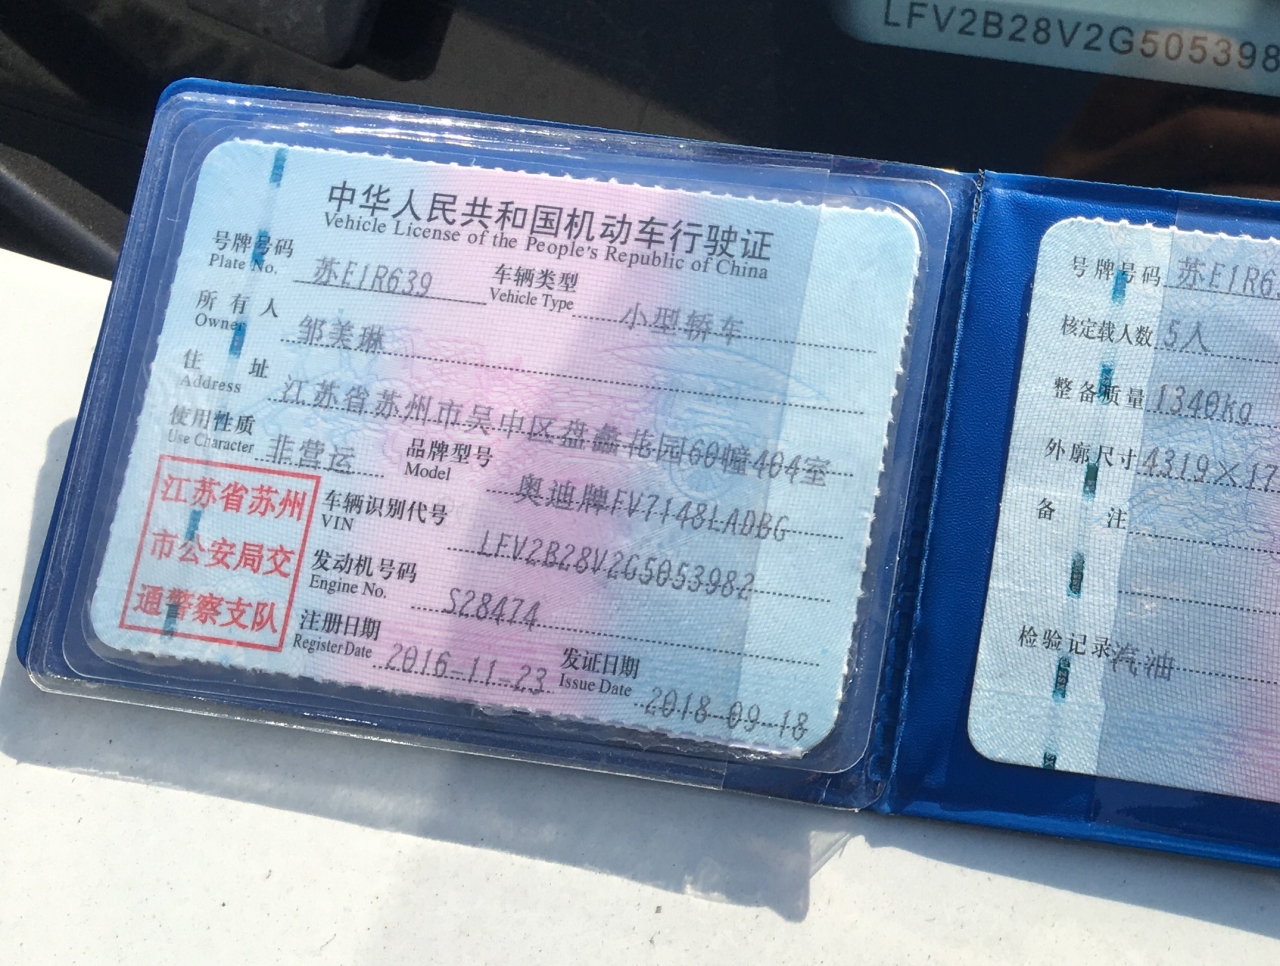 LFV2B28V2G505398
中华人民共和国机动车行驶证
Vehicle License of the People's Republic of China
号牌号码 苏E1R639 车辆类型 小型轿车
Plate No. Vehicle Type
所有人 邹美琳
Owner
住址 江苏省苏州市吴中区盘蠡花园60幢404室
Address
使用性质 非营运 品牌型号 奥迪牌FV7148LADBG
Use Character Model
江苏省苏州
市公安局交
通警察支队
车辆识别代号 LFV2B28V2G5053982
VIN
发动机号码 S28474
Engine No.
注册日期 2016-11-23 发证日期 2018-09-18
Register Date Issue Date
号牌号码 苏E1R63
核定载人数 5人
整备质量 1340kg
外廓尺寸 4319×17
备注
检验记录 汽油